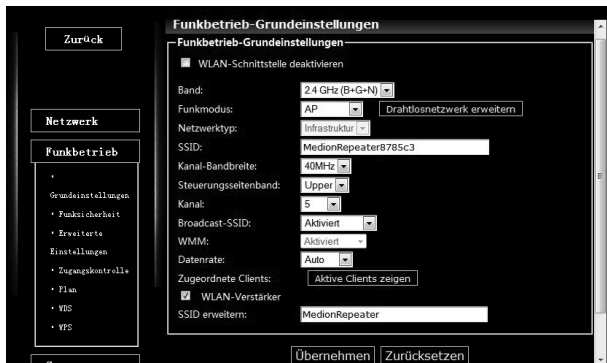 Zurück
Netzwerk
Funkbetrieb
• Grundeinstellungen
• Funksicherheit
• Erweiterte
Einstellungen
• Zugangskontrolle
• Plan
• WDS
• WPS
Funkbetrieb-Grundeinstellungen
Funkbetrieb-Grundeinstellungen
WLAN-Schnittstelle deaktivieren
Band: 2.4 GHz (B+G+N)
Funkmodus: AP Drahtlosnetzwerk erweitern
Netzwerktyp: Infrastruktur
SSID: MedionRepeater8785c3
Kanal-Bandbreite: 40MHz
Steuerungsseitenband: Upper
Kanal: 5
Broadcast-SSID: Aktiviert
WMM: Aktiviert
Datenrate: Auto
Zugeordnete Clients: Aktive Clients zeigen
WLAN-Verstärker
SSID erweitern: MedionRepeater
Übernehmen Zurücksetzen